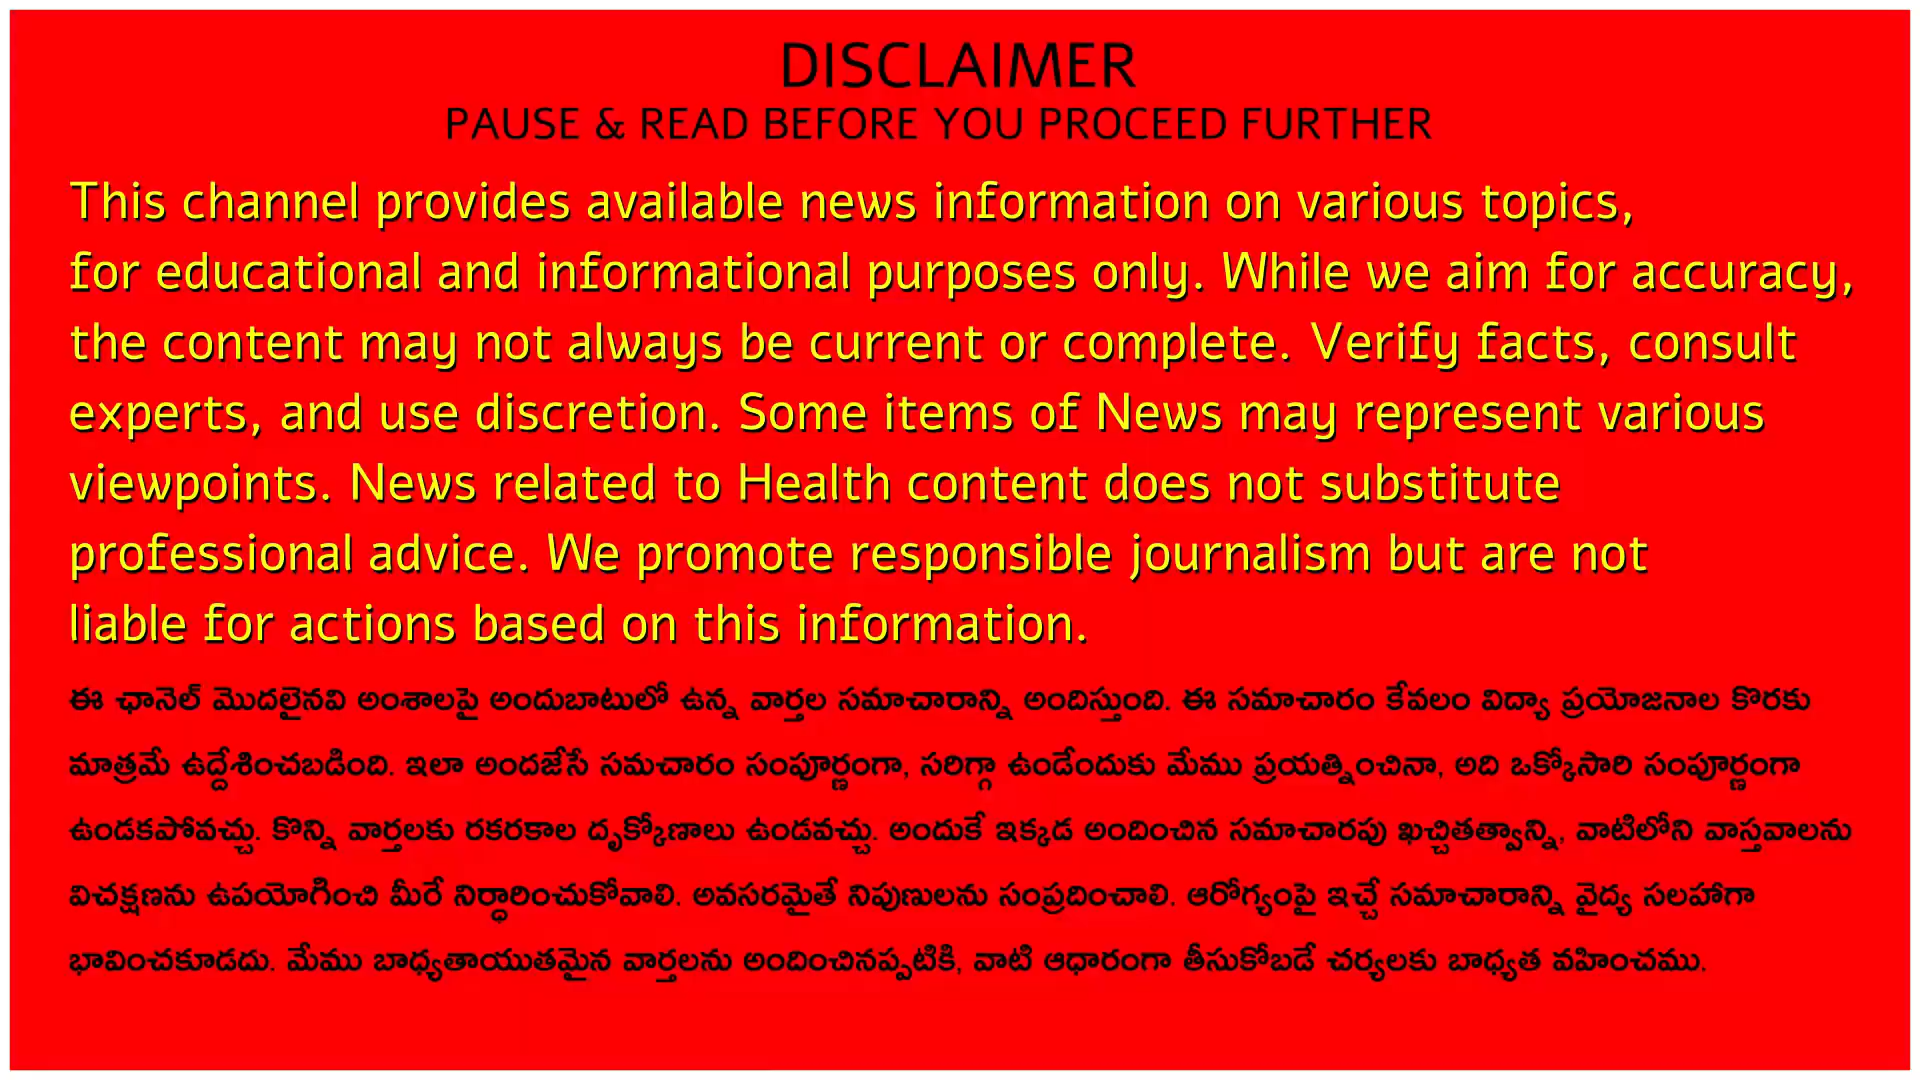 DISCLAIMER
PAUSE & READ BEFORE YOU PROCEED FURTHER
This channel provides available news information on various topics,
for educational and informational purposes only. While we aim for accuracy,
the content may not always be current or complete. Verify facts, consult
experts, and use discretion. Some items of News may represent various
viewpoints. News related to Health content does not substitute
professional advice. We promote responsible journalism but are not
liable for actions based on this information.
ఈ ఛానెల్ మొదలైనవి అంశాలపై అందుబాటులో ఉన్న వార్తల సమాచారాన్ని అందిస్తుంది. ఈ సమాచారం కేవలం విద్యా ప్రయోజనాల కొరకు
మాత్రమే ఉద్దేశించబడింది. ఇలా అందజేసే సమచారం సంపూర్ణంగా, సరిగ్గా ఉండేందుకు మేము ప్రయత్నించినా, అది ఒక్కోసారి సంపూర్ణంగా
ఉండకపోవచ్చు. కొన్ని వార్తలకు రకరకాల దృక్కోణాలు ఉండవచ్చు. అందుకే ఇక్కడ అందించిన సమాచారపు ఖచ్చితత్వాన్ని, వాటిలోని వాస్తవాలను
విచక్షణను ఉపయోగించి మీరే నిర్ధారించుకోవాలి. అవసరమైతే నిపుణులను సంప్రదించాలి. ఆరోగ్యంపై ఇచ్చే సమాచారాన్ని వైద్య సలహాగా
భావించకూడదు. మేము బాధ్యతాయుతమైన వార్తలను అందించినప్పటికి, వాటి ఆధారంగా తీసుకోబడే చర్యలకు బాధ్యత వహించము.